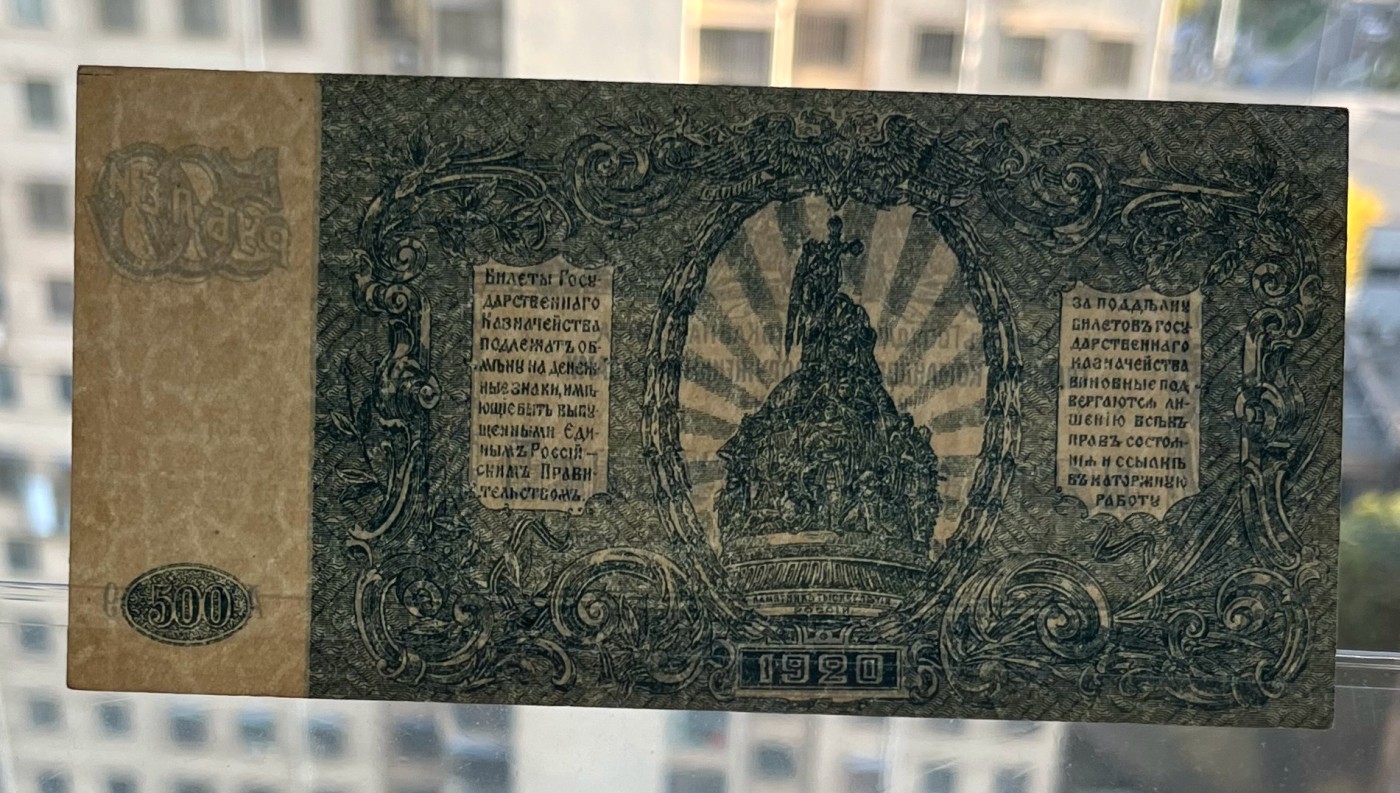 Билеты Госу-
дарственнаго
Казначейства
подлежатъ об-
мѣну на денеж-
ные знаки, имѣ-
ющіе быть выпу-
щенными Еди-
нымъ Россій-
скимъ Прави-
тельствомъ.
За поддѣлку
билетовъ госу-
дарственнаго
казначейства
виновные под-
вергаются ли-
шенію всѣхъ
правъ состоя-
нія и ссылкѣ
въ каторжную
работу
500
России
1920